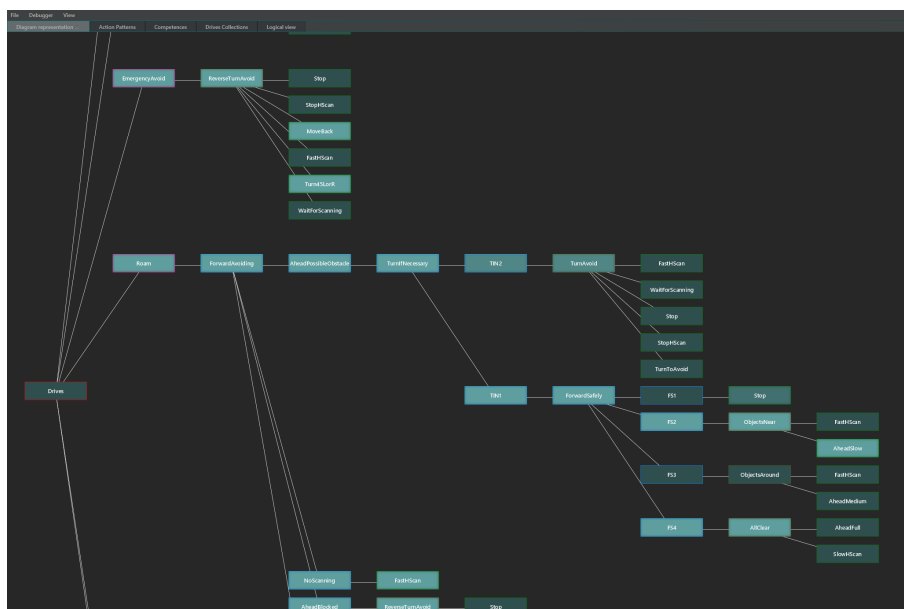 File Debugger View
Diagram representation ... Action Patterns Competences Drives Collections Logical view
EmergencyAvoid ReverseTurnAvoid Stop
StopHScan
MoveBack
FastHScan
Turn45LorR
WaitForScanning
Roam ForwardAvoiding AheadPossibleObstacle TurnIfNecessary TIN2 TurnAvoid FastHScan
WaitForScanning
Stop
StopHScan
TurnToAvoid
Drives
TIN1 ForwardSafely FS1 Stop
FS2 ObjectsNear FastHScan
AheadSlow
FS3 ObjectsAround FastHScan
AheadMedium
FS4 AllClear AheadFull
SlowHScan
NoScanning FastHScan
AheadBlocked ReverseTurnAvoid Stop